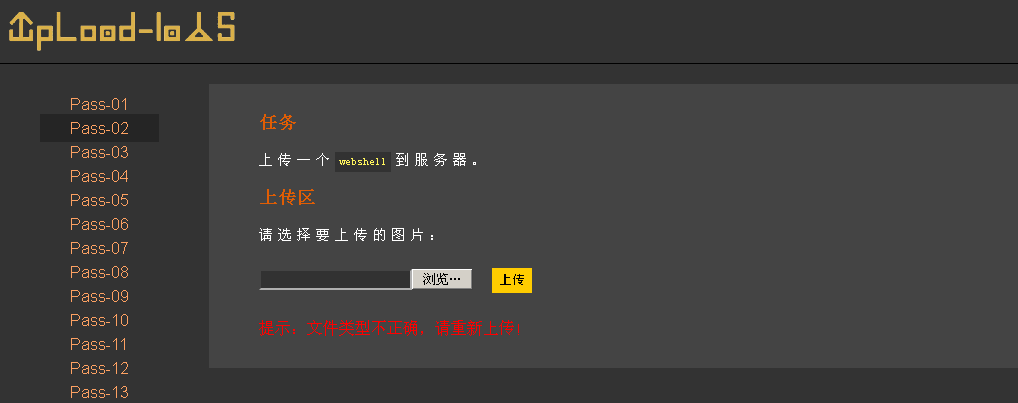 UpLoad-labs
Pass-01
Pass-02
Pass-03
Pass-04
Pass-05
Pass-06
Pass-07
Pass-08
Pass-09
Pass-10
Pass-11
Pass-12
Pass-13
任务
上传一个 webshell 到服务器。
上传区
请选择要上传的图片：
浏览… 上传
提示：文件类型不正确，请重新上传！